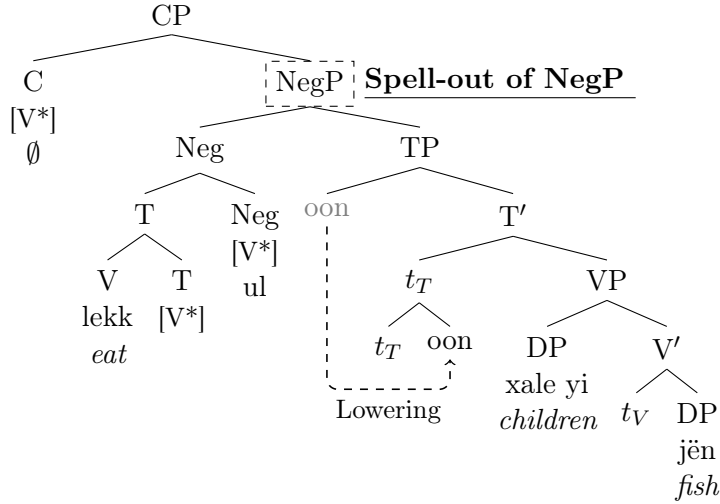 CP
C NegP Spell-out of NegP
[V*]
∅
Neg TP
T Neg oon T′
[V*]
ul
V T t_T VP
lekk [V*]
eat
t_T oon DP V′
xale yi
children
Lowering
t_V DP
jën
fish